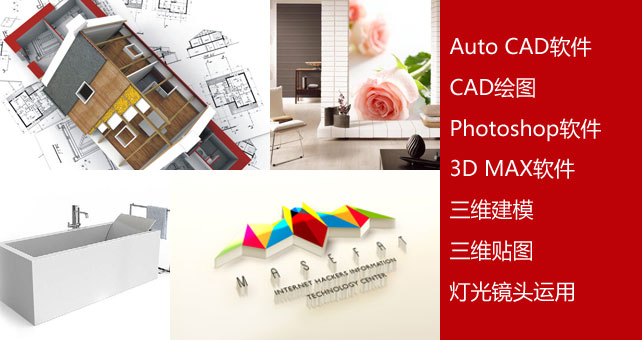 MASEFAT
INTERNET HACKERS INFORMATION
TECHNOLOGY CENTER
Auto CAD软件
CAD绘图
Photoshop软件
3D MAX软件
三维建模
三维贴图
灯光镜头运用